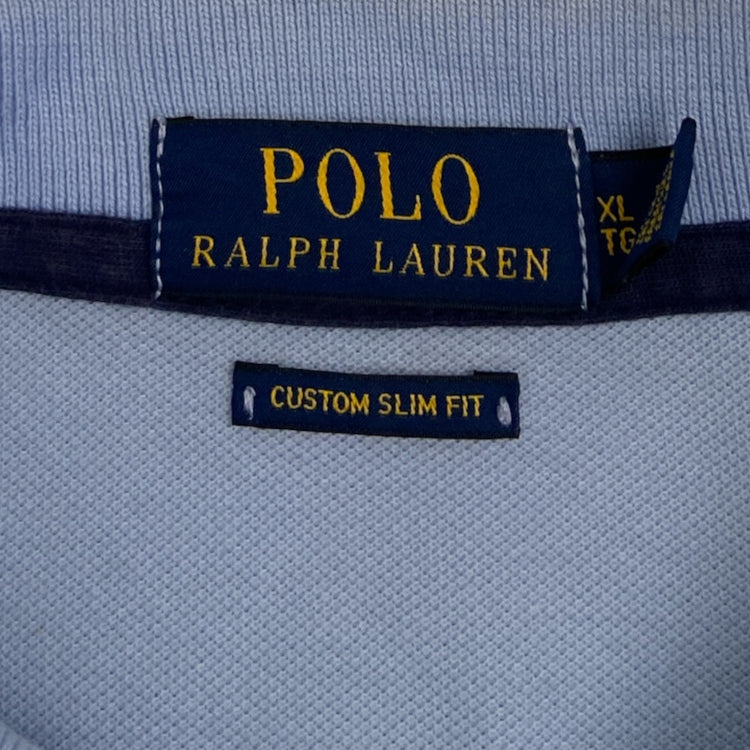 POLO
RALPH LAUREN
XL
TG
CUSTOM SLIM FIT